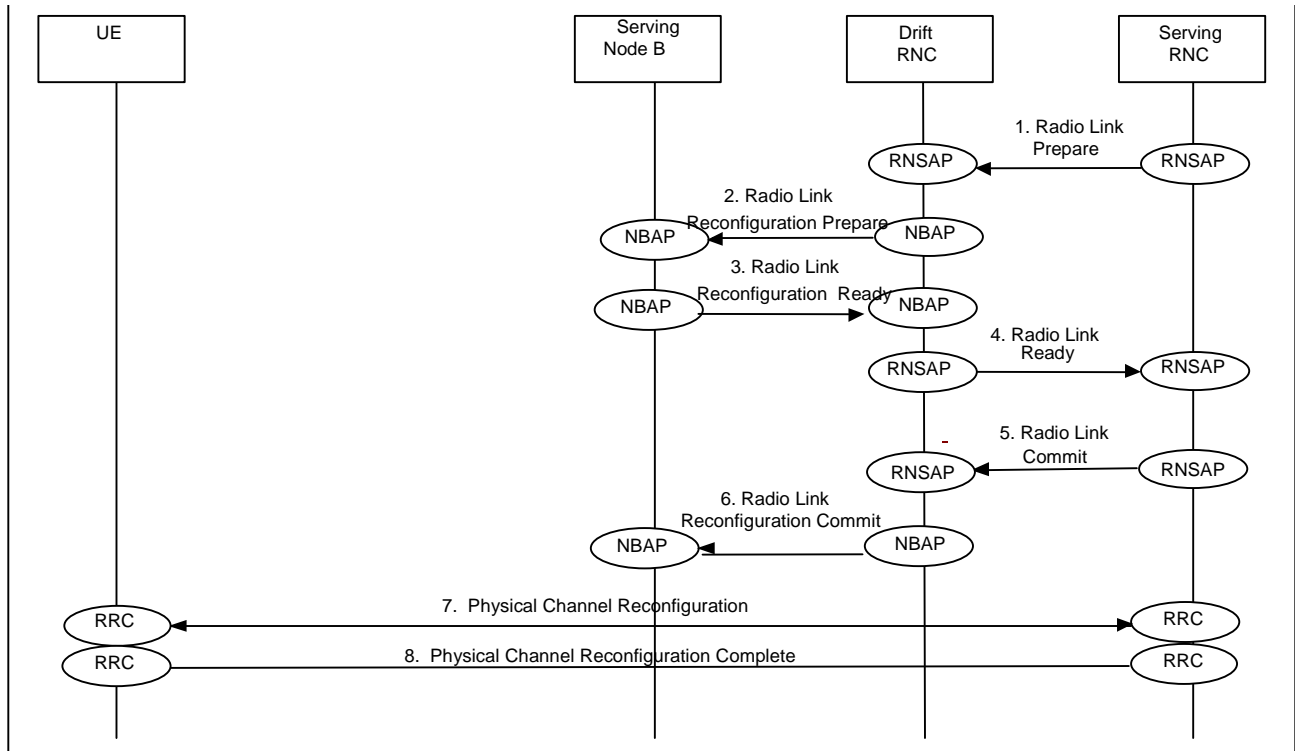 UE
Serving
Node B
Drift
RNC
Serving
RNC
1. Radio Link
Prepare
RNSAP
RNSAP
2. Radio Link
Reconfiguration Prepare
NBAP
NBAP
3. Radio Link
Reconfiguration Ready
NBAP
NBAP
4. Radio Link
Ready
RNSAP
RNSAP
5. Radio Link
Commit
RNSAP
RNSAP
6. Radio Link
Reconfiguration Commit
NBAP
NBAP
7. Physical Channel Reconfiguration
RRC
RRC
8. Physical Channel Reconfiguration Complete
RRC
RRC